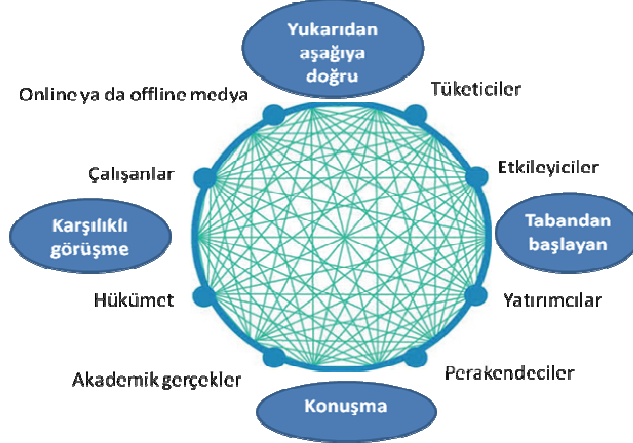 Yukarıdan
aşağıya
doğru
Online ya da offline medya
Tüketiciler
Çalışanlar
Etkileyiciler
Karşılıklı
görüşme
Tabandan
başlayan
Hükümet
Yatırımcılar
Akademik gerçekler
Perakendeciler
Konuşma